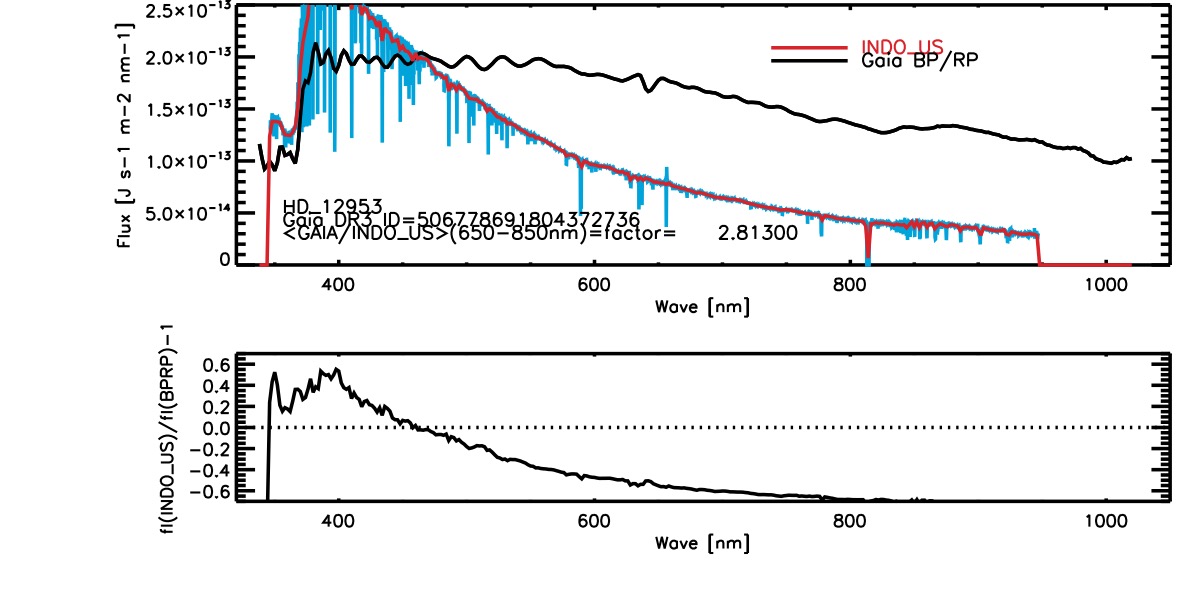 2.5×10−13
2.0×10−13
1.5×10−13
1.0×10−13
5.0×10−14
0
Flux [J s−1 m−2 nm−1]
INDO_US
Gaia BP/RP
HD_12953
Gaia DR3 ID=506778691804372736
<GAIA/INDO_US>(650−850nm)=factor= 2.81300
400 600 800 1000
Wave [nm]
0.6
0.4
0.2
0.0
−0.2
−0.4
−0.6
fl(INDO_US)/fl(BPRP)−1
400 600 800 1000
Wave [nm]